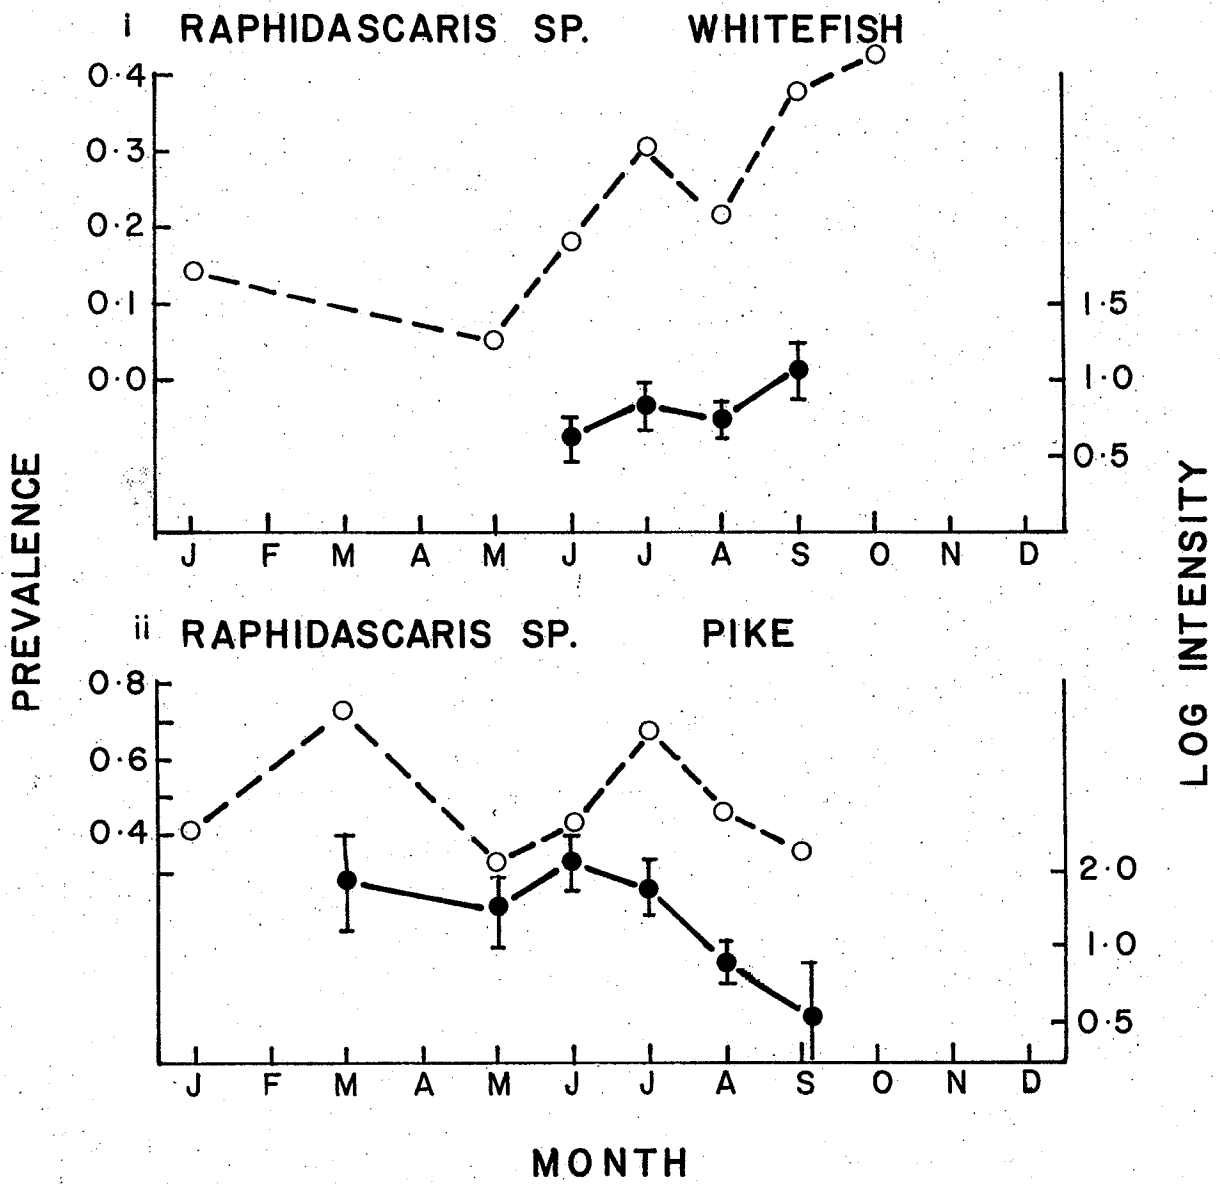 i RAPHIDASCARIS SP. WHITEFISH
0·4
0·3
0·2
0·1
0·0
1·5
1·0
0·5
J F M A M J J A S O N D
PREVALENCE
LOG INTENSITY
ii RAPHIDASCARIS SP. PIKE
0·8
0·6
0·4
2·0
1·0
0·5
J F M A M J J A S O N D
MONTH